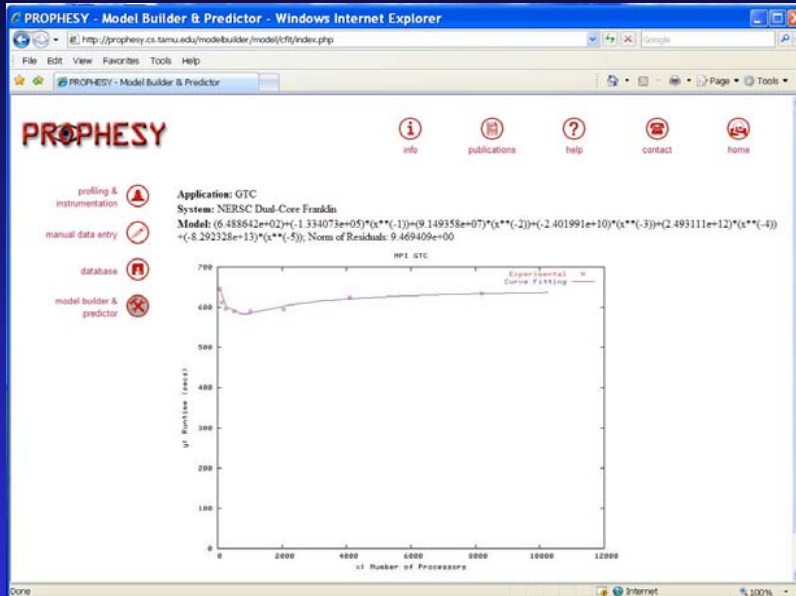 PROPHESY - Model Builder & Predictor - Windows Internet Explorer
http://prophesy.cs.tamu.edu/modelbuilder/model/cfit/index.php
Google
File Edit View Favorites Tools Help
PROPHESY - Model Builder & Predictor
Page Tools
PROPHESY
info publications help contact home
profiling & instrumentation
manual data entry
database
model builder & predictor
Application: GTC
System: NERSC Dual-Core Franklin
Model: (6.488642e+02)+(-1.334073e+05)*(x**(-1))+(9.149358e+07)*(x**(-2))+(-2.401991e+10)*(x**(-3))+(2.493111e+12)*(x**(-4))
+(-8.292328e+13)*(x**(-5)); Norm of Residuals: 9.469409e+00
MPI GTC
Experimental
Curve Fitting
y: Runtime (secs)
700
600
500
400
300
200
100
0
0 2000 4000 6000 8000 10000 12000
x: Number of Processors
Done
Internet
100%